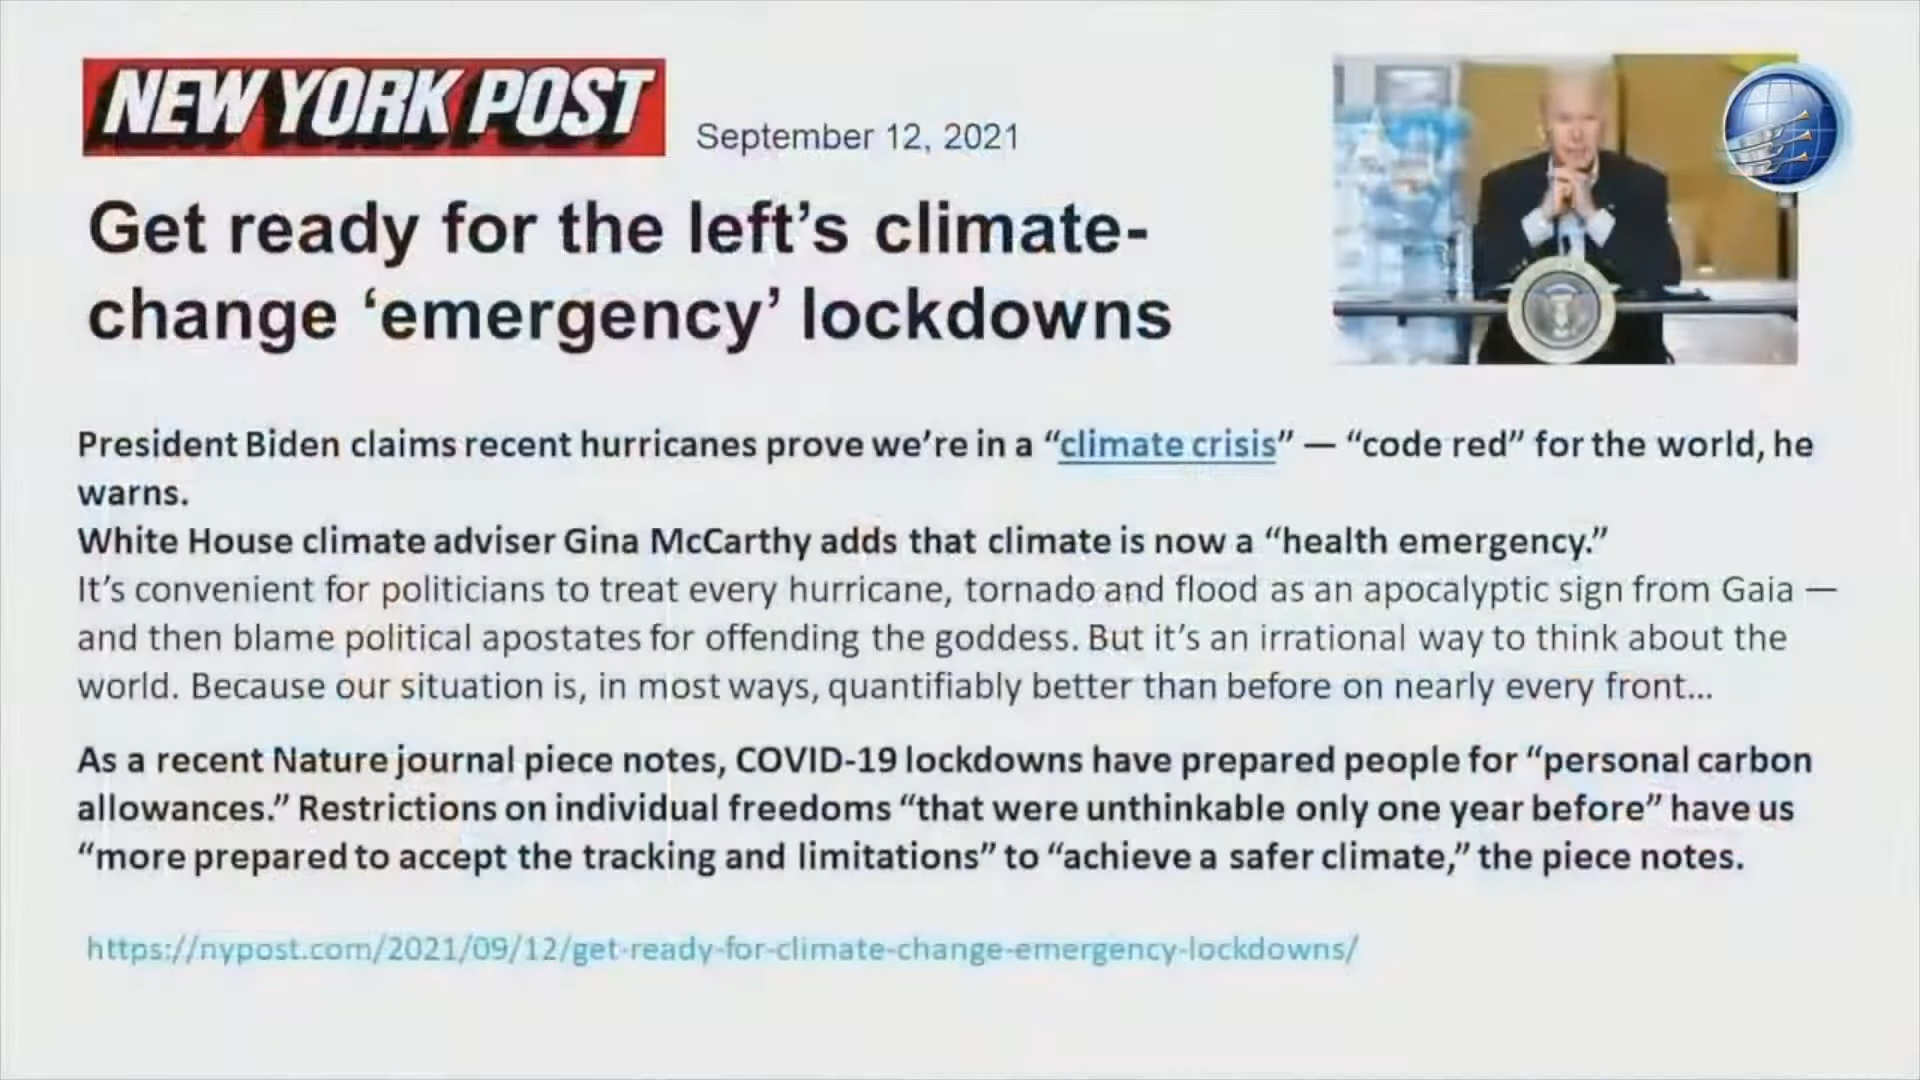 NEW YORK POST
September 12, 2021
Get ready for the left’s climate-
change ‘emergency’ lockdowns
President Biden claims recent hurricanes prove we’re in a “climate crisis” — “code red” for the world, he
warns.
White House climate adviser Gina McCarthy adds that climate is now a “health emergency.”
It’s convenient for politicians to treat every hurricane, tornado and flood as an apocalyptic sign from Gaia —
and then blame political apostates for offending the goddess. But it’s an irrational way to think about the
world. Because our situation is, in most ways, quantifiably better than before on nearly every front...
As a recent Nature journal piece notes, COVID-19 lockdowns have prepared people for “personal carbon
allowances.” Restrictions on individual freedoms “that were unthinkable only one year before” have us
“more prepared to accept the tracking and limitations” to “achieve a safer climate,” the piece notes.
https://nypost.com/2021/09/12/get-ready-for-climate-change-emergency-lockdowns/